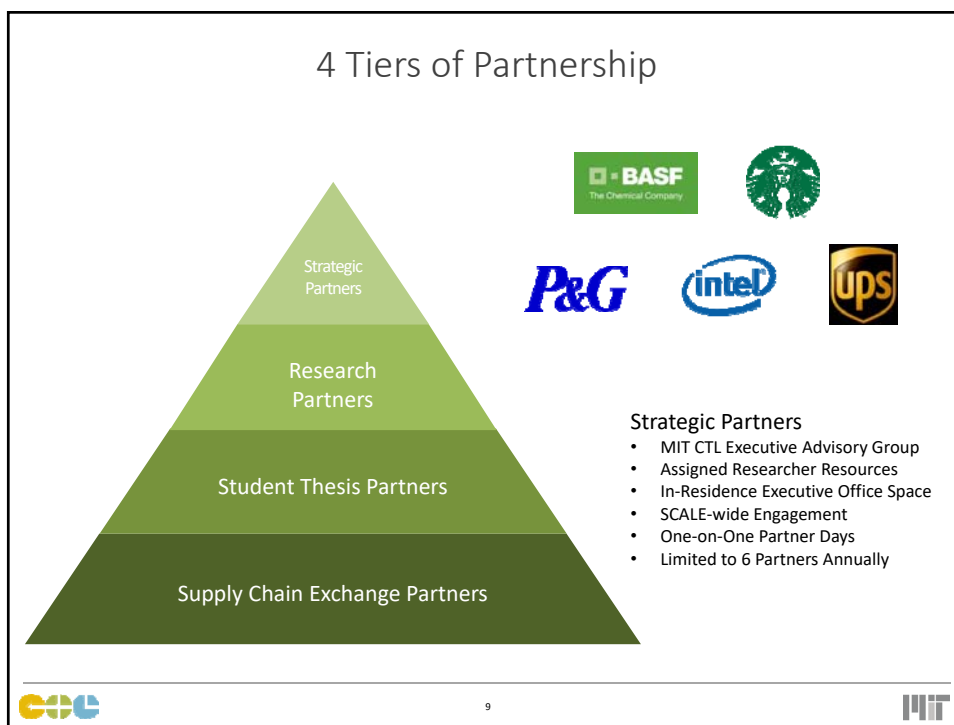 4 Tiers of Partnership
BASF
The Chemical Company
P&G
intel
ups
Strategic
Partners
Research
Partners
Student Thesis Partners
Supply Chain Exchange Partners
Strategic Partners
• MIT CTL Executive Advisory Group
• Assigned Researcher Resources
• In-Residence Executive Office Space
• SCALE-wide Engagement
• One-on-One Partner Days
• Limited to 6 Partners Annually
CTL
9
MIT